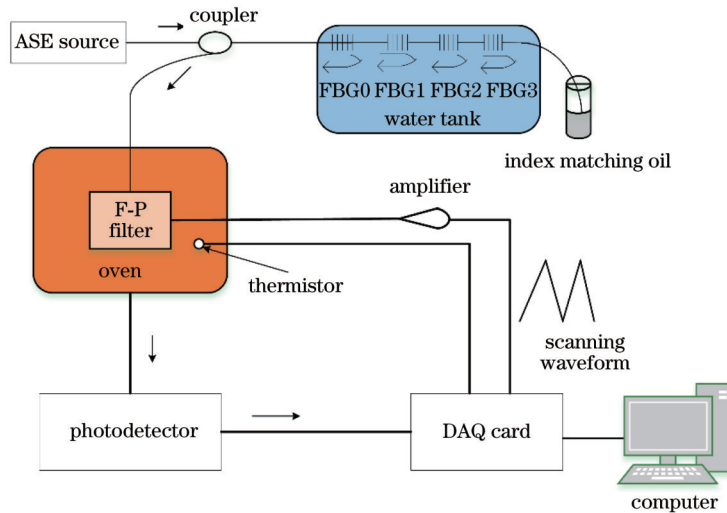 coupler
ASE source
FBG0 FBG1 FBG2 FBG3
water tank
index matching oil
amplifier
F-P
filter
oven
thermistor
scanning
waveform
photodetector
DAQ card
computer